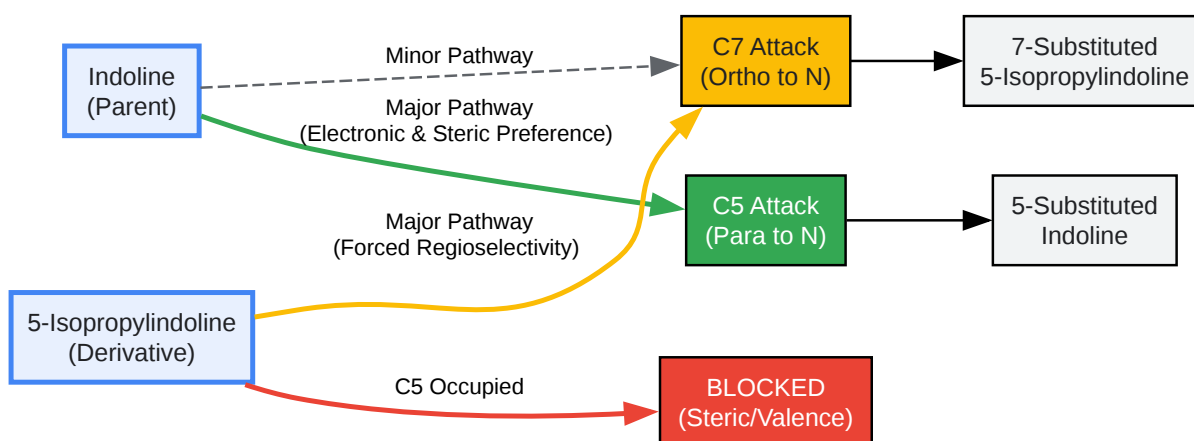 Indoline
(Parent)
Minor Pathway
Major Pathway
(Electronic & Steric Preference)
C7 Attack
(Ortho to N)
7-Substituted
5-Isopropylindoline
Major Pathway
(Forced Regioselectivity)
C5 Attack
(Para to N)
5-Substituted
Indoline
5-Isopropylindoline
(Derivative)
C5 Occupied
BLOCKED
(Steric/Valence)